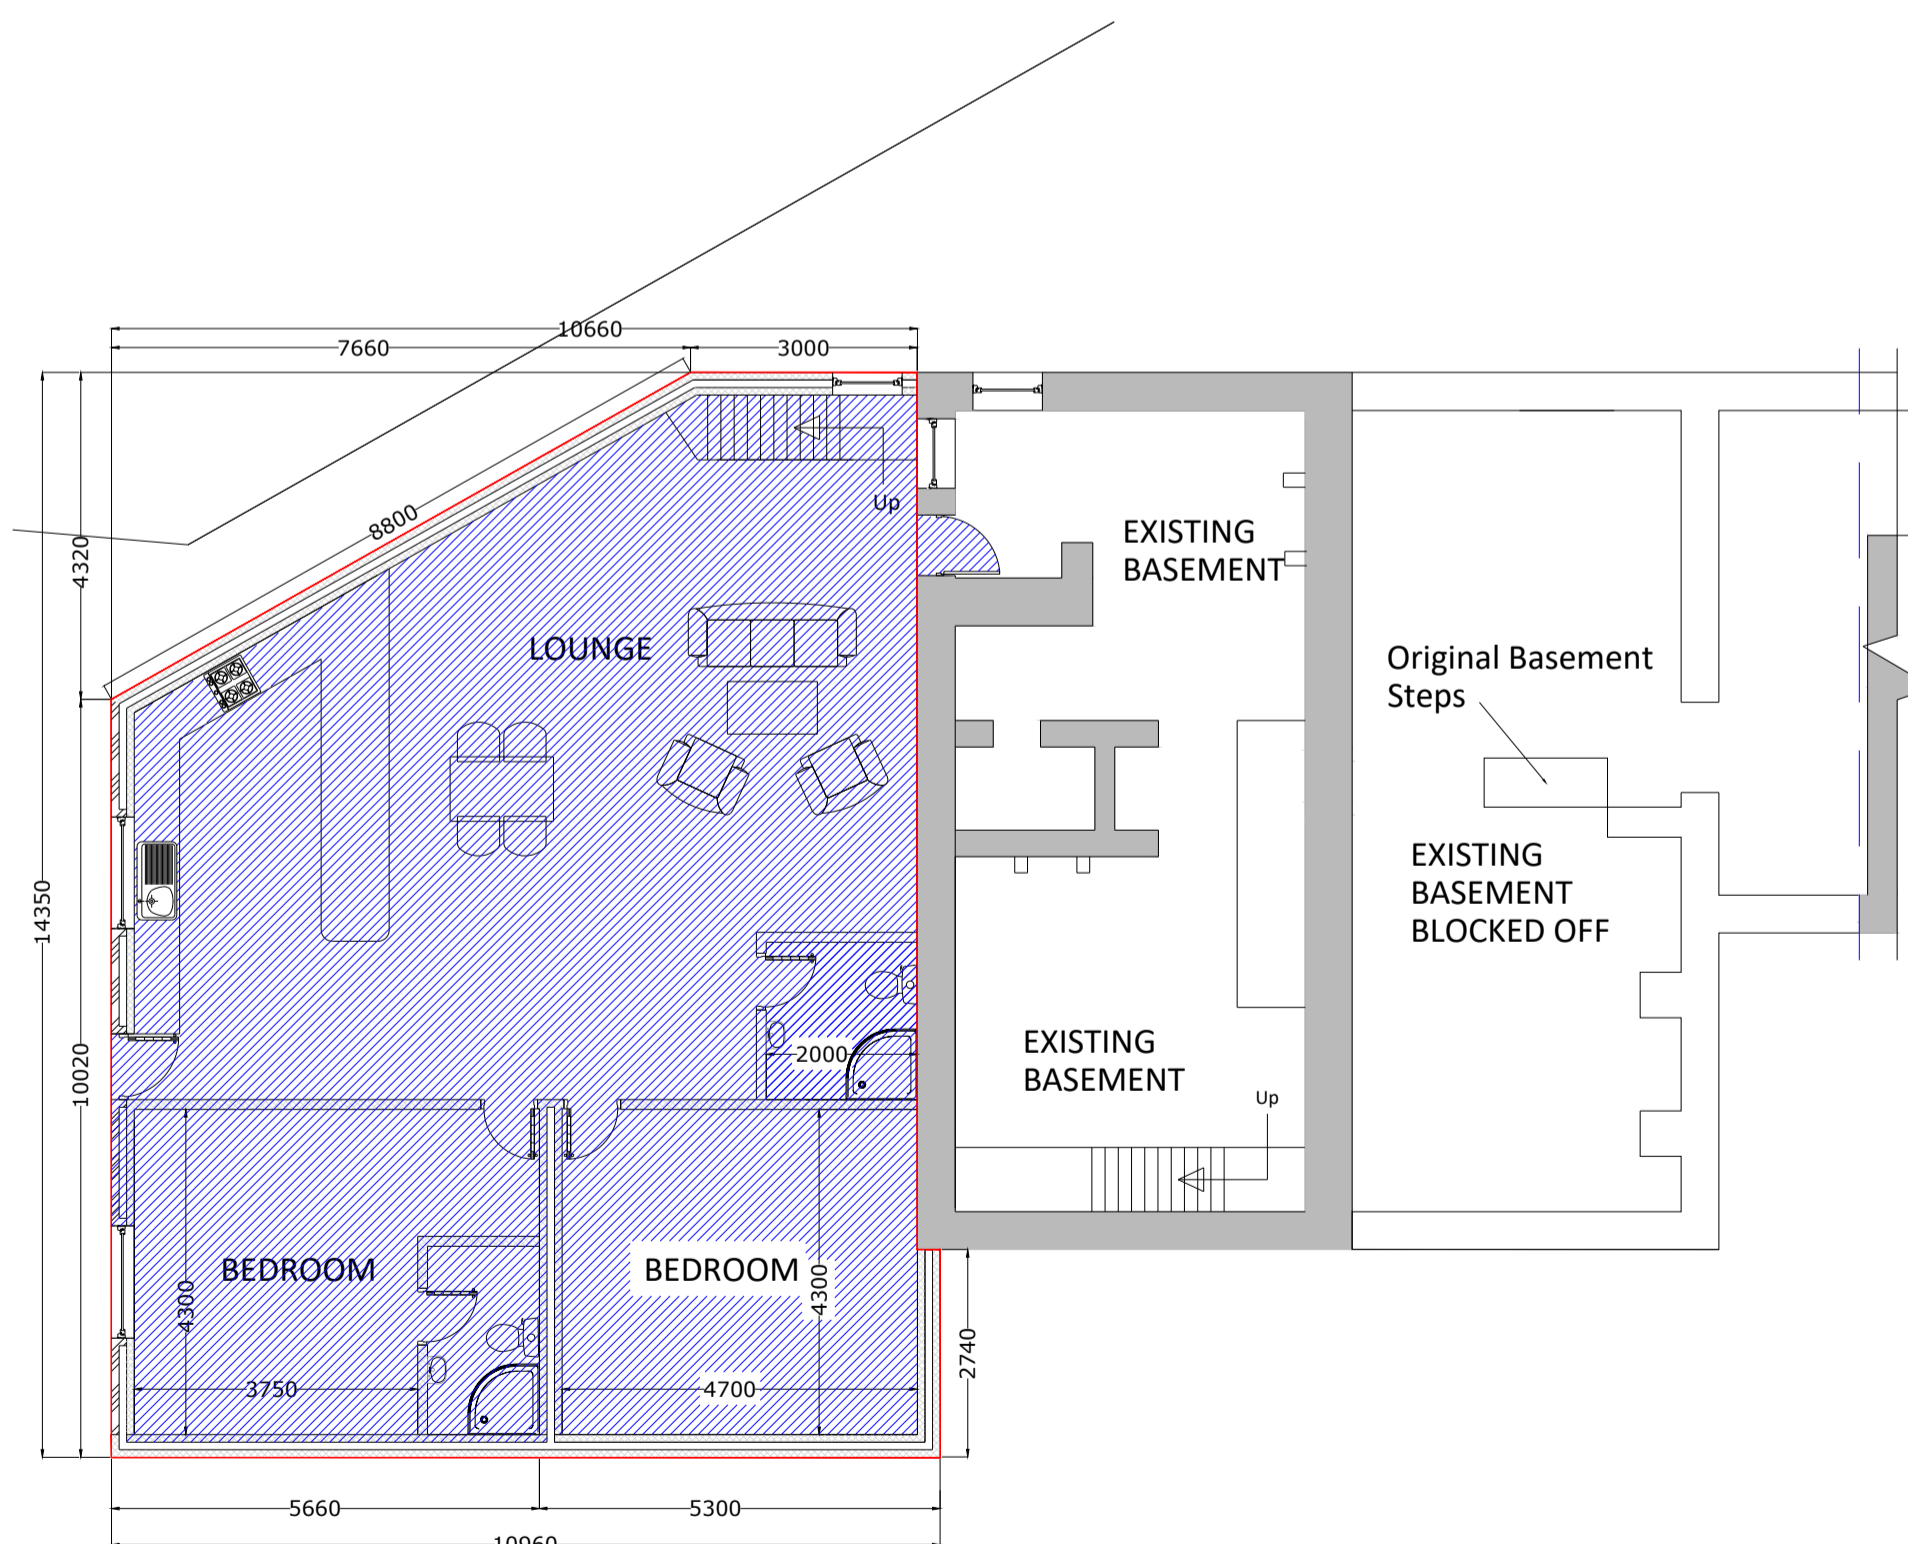 10660
7660
3000
8800
4320
Up
EXISTING
BASEMENT
LOUNGE
Original Basement
Steps
14350
EXISTING
BASEMENT
BLOCKED OFF
10020
2000
EXISTING
BASEMENT
Up
BEDROOM
BEDROOM
4300
4300
2740
3750
4700
5660
5300
10960